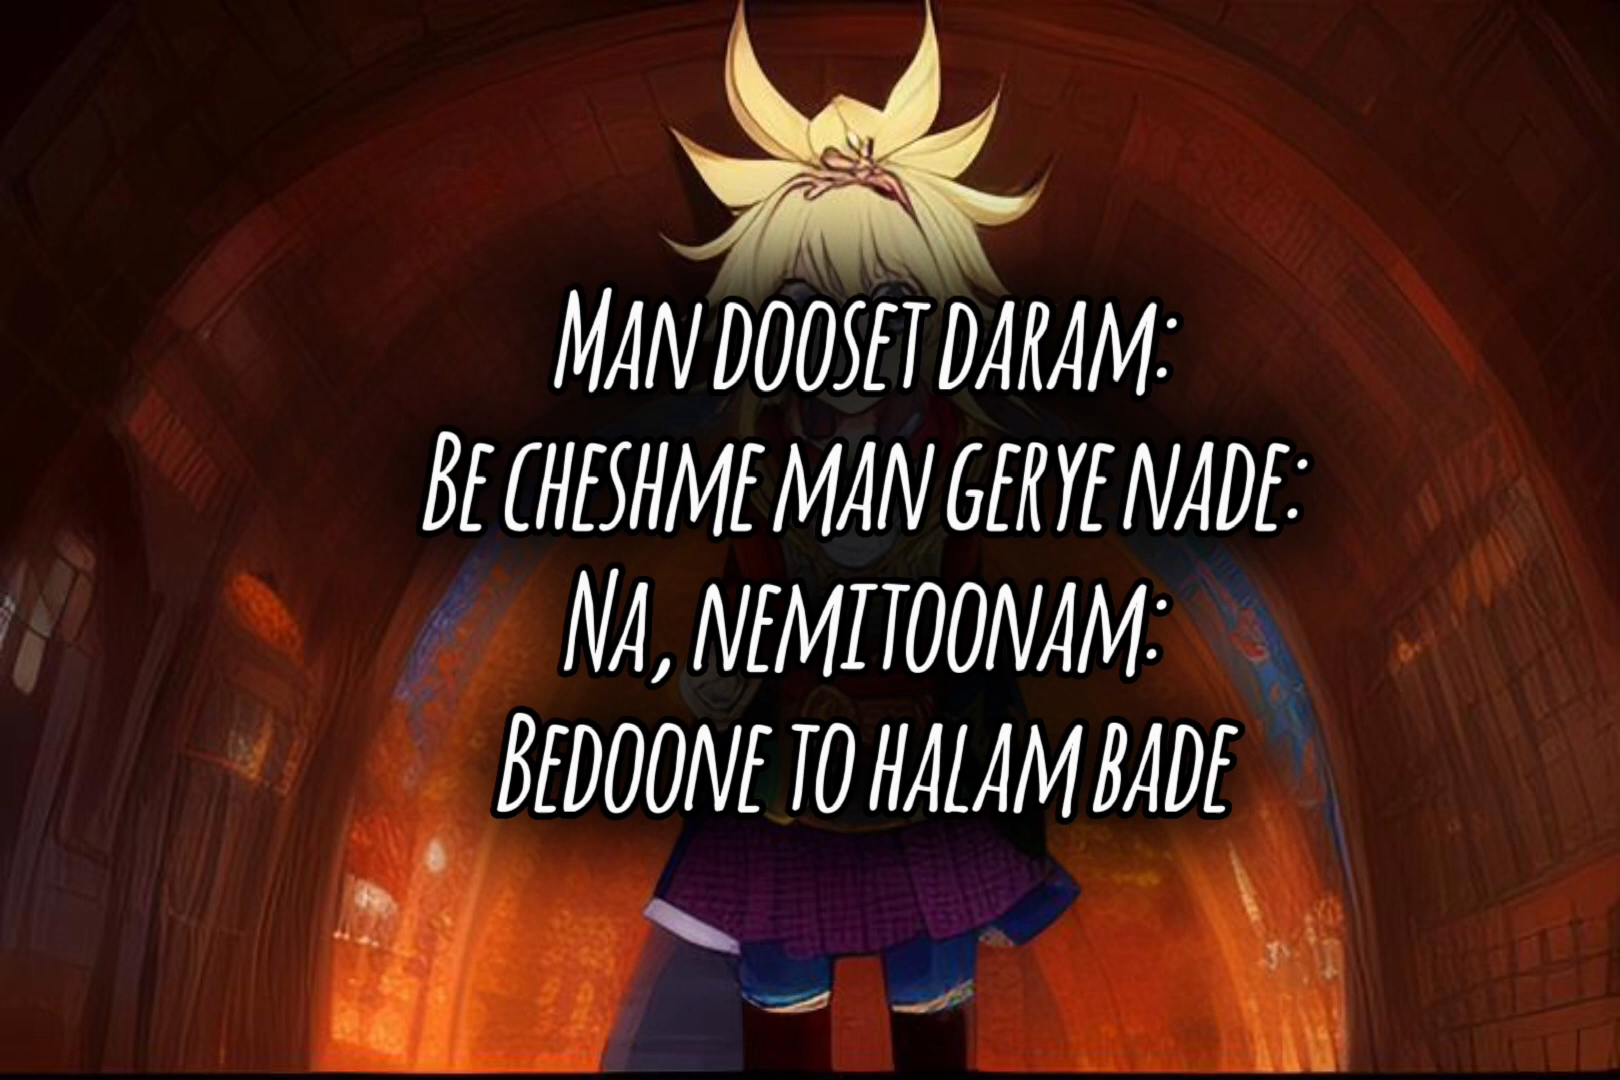 Man dooset daram:
Be cheshme man gerye nade:
Na, nemitoonam:
Bedoone to halam bade